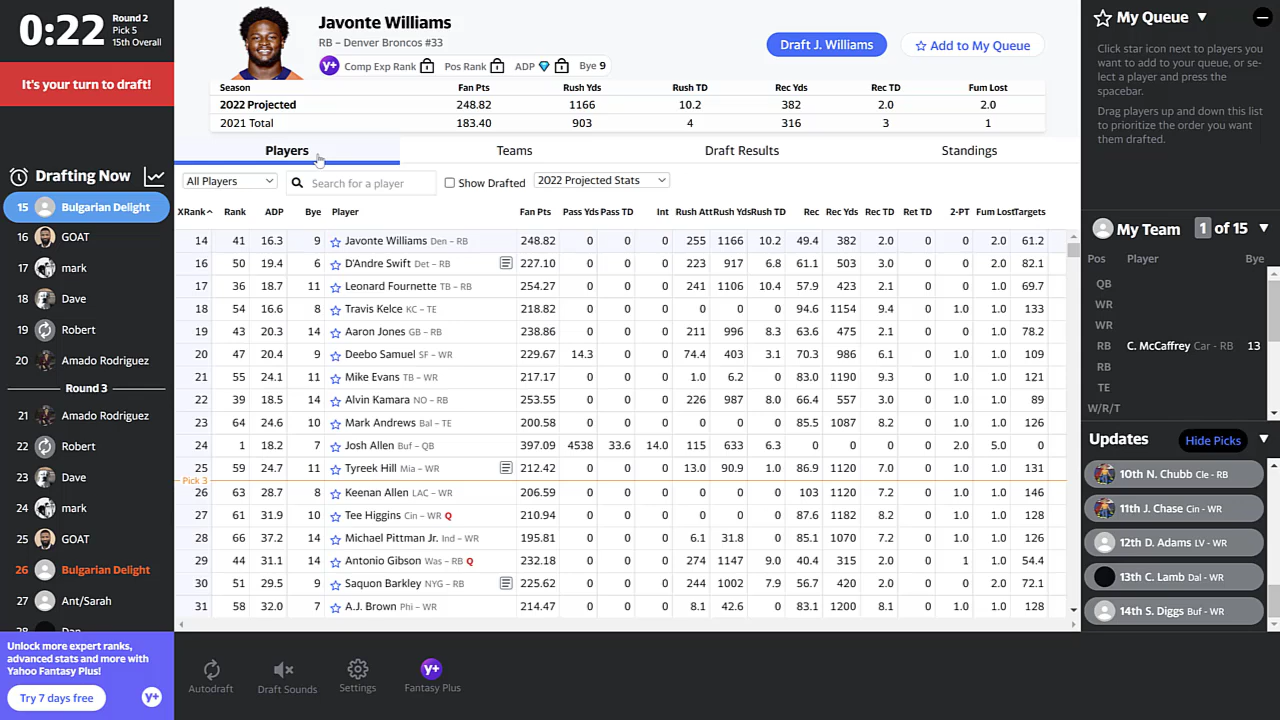 0:22
Round 2
Pick 5
15th Overall
It's your turn to draft!
Drafting Now
15 Bulgarian Delight
16 GOAT
17 mark
18 Dave
19 Robert
20 Amado Rodriguez
Round 3
21 Amado Rodriguez
22 Robert
23 Dave
24 mark
25 GOAT
26 Bulgarian Delight
27 Ant/Sarah
Unlock more expert ranks,
advanced stats and more with
Yahoo Fantasy Plus!
Try 7 days free
y+
Javonte Williams
RB – Denver Broncos #33
y+ Comp Exp Rank Pos Rank ADP Bye 9
Draft J. Williams
Add to My Queue
Season Fan Pts Rush Yds Rush TD Rec Yds Rec TD Fum Lost
2022 Projected 248.82 1166 10.2 382 2.0 2.0
2021 Total 183.40 903 4 316 3 1
Players Teams Draft Results Standings
All Players Search for a player Show Drafted 2022 Projected Stats
XRank Rank ADP Bye Player Fan Pts Pass Yds Pass TD Int Rush Att Rush Yds Rush TD Rec Rec Yds Rec TD Ret TD 2-PT Fum Lost Targets
14 41 16.3 9 Javonte Williams Den – RB 248.82 0 0 0 255 1166 10.2 49.4 382 2.0 0 0 2.0 61.2
16 50 19.4 6 D'Andre Swift Det – RB 227.10 0 0 0 223 917 6.8 61.1 503 3.0 0 0 2.0 82.1
17 36 18.7 11 Leonard Fournette TB – RB 254.27 0 0 0 241 1106 10.4 57.9 423 2.1 0 0 1.0 69.7
18 54 16.6 8 Travis Kelce KC – TE 218.82 0 0 0 0 0 0 94.6 1154 9.4 0 1.0 1.0 133
19 43 20.3 14 Aaron Jones GB – RB 238.86 0 0 0 211 996 8.3 63.6 475 2.1 0 0 1.0 78.2
20 47 20.4 9 Deebo Samuel SF – WR 229.67 14.3 0 0 74.4 403 3.1 70.3 986 6.1 0 1.0 1.0 109
21 55 24.1 11 Mike Evans TB – WR 217.17 0 0 0 1.0 6.2 0 83.0 1190 9.3 0 1.0 1.0 121
22 39 18.5 14 Alvin Kamara NO – RB 253.55 0 0 0 226 987 8.0 66.4 557 3.0 0 1.0 1.0 89
23 64 24.6 10 Mark Andrews Bal – TE 200.58 0 0 0 0 0 0 85.5 1087 8.2 0 1.0 1.0 126
24 1 18.2 7 Josh Allen Buf – QB 397.09 4538 33.6 14.0 115 633 6.3 0 0 0 0 2.0 5.0 0
25 59 24.7 11 Tyreek Hill Mia – WR 212.42 0 0 0 13.0 90.9 1.0 86.9 1120 7.0 0 1.0 1.0 131
Pick 3
26 63 28.7 8 Keenan Allen LAC – WR 206.59 0 0 0 0 0 0 103 1120 7.2 0 1.0 1.0 146
27 61 31.9 10 Tee Higgins Cin – WR Q 210.94 0 0 0 0 0 0 87.6 1182 8.2 0 1.0 1.0 128
28 66 37.2 14 Michael Pittman Jr. Ind – WR 195.81 0 0 0 6.1 31.8 0 85.1 1070 7.2 0 1.0 1.0 126
29 44 31.1 14 Antonio Gibson Was – RB Q 232.18 0 0 0 274 1147 9.0 40.4 315 2.0 0 1 1.0 54.4
30 51 29.5 9 Saquon Barkley NYG – RB 225.62 0 0 0 244 1002 7.9 56.7 420 2.0 0 0 2.0 72.1
31 58 32.0 7 A.J. Brown Phi – WR 214.47 0 0 0 8.1 42.6 0 83.1 1200 8.1 0 1.0 1.0 128
Autodraft
Draft Sounds
Settings
y+
Fantasy Plus
My Queue
Click star icon next to players you
want to add to your queue, or se-
lect a player and press the
spacebar.
Drag players up and down this list
to prioritize the order you want
them drafted.
My Team 1 of 15
Pos Player Bye
QB
WR
WR
RB C. McCaffrey Car - RB 13
RB
TE
W/R/T
Updates Hide Picks
10th N. Chubb Cle - RB
11th J. Chase Cin - WR
12th D. Adams LV - WR
13th C. Lamb Dal - WR
14th S. Diggs Buf - WR